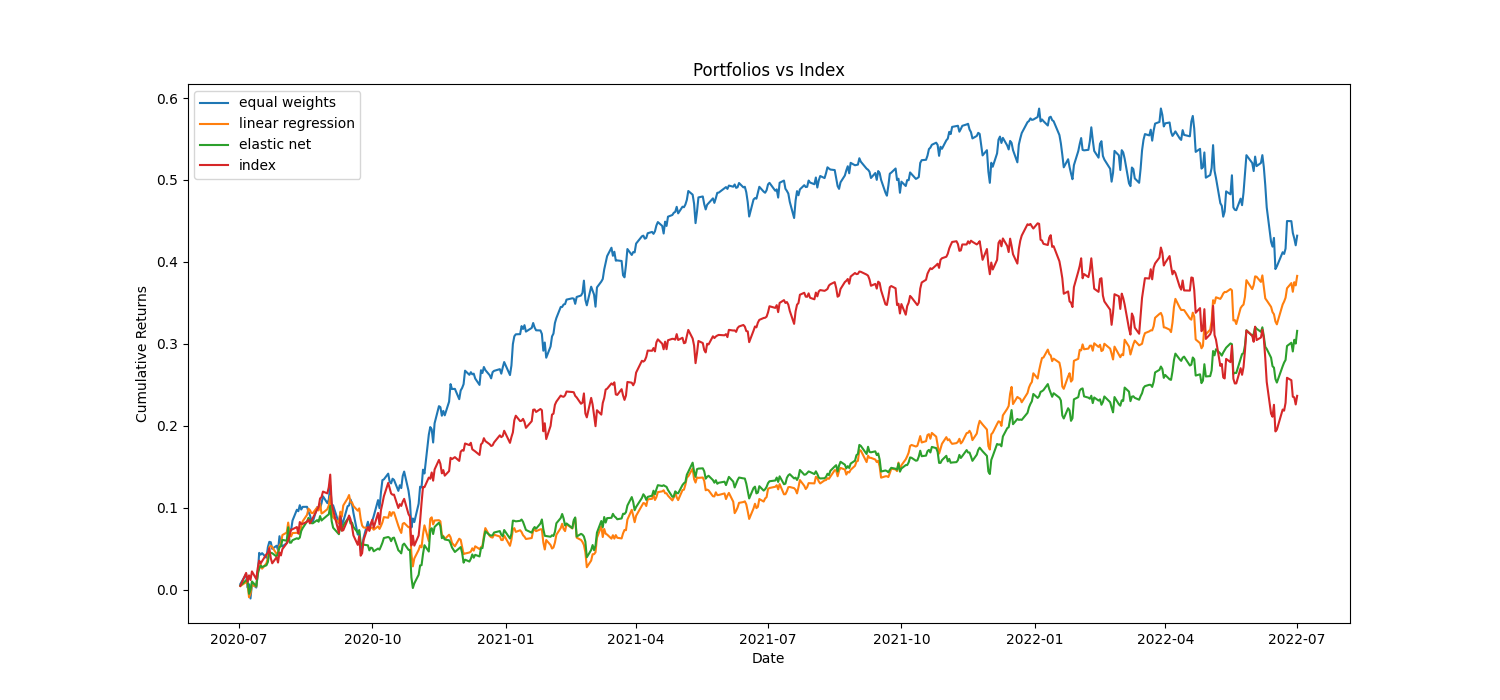 Portfolios vs Index
equal weights
linear regression
elastic net
index
0.6
0.5
0.4
0.3
0.2
0.1
0.0
Cumulative Returns
2020-07 2020-10 2021-01 2021-04 2021-07 2021-10 2022-01 2022-04 2022-07
Date